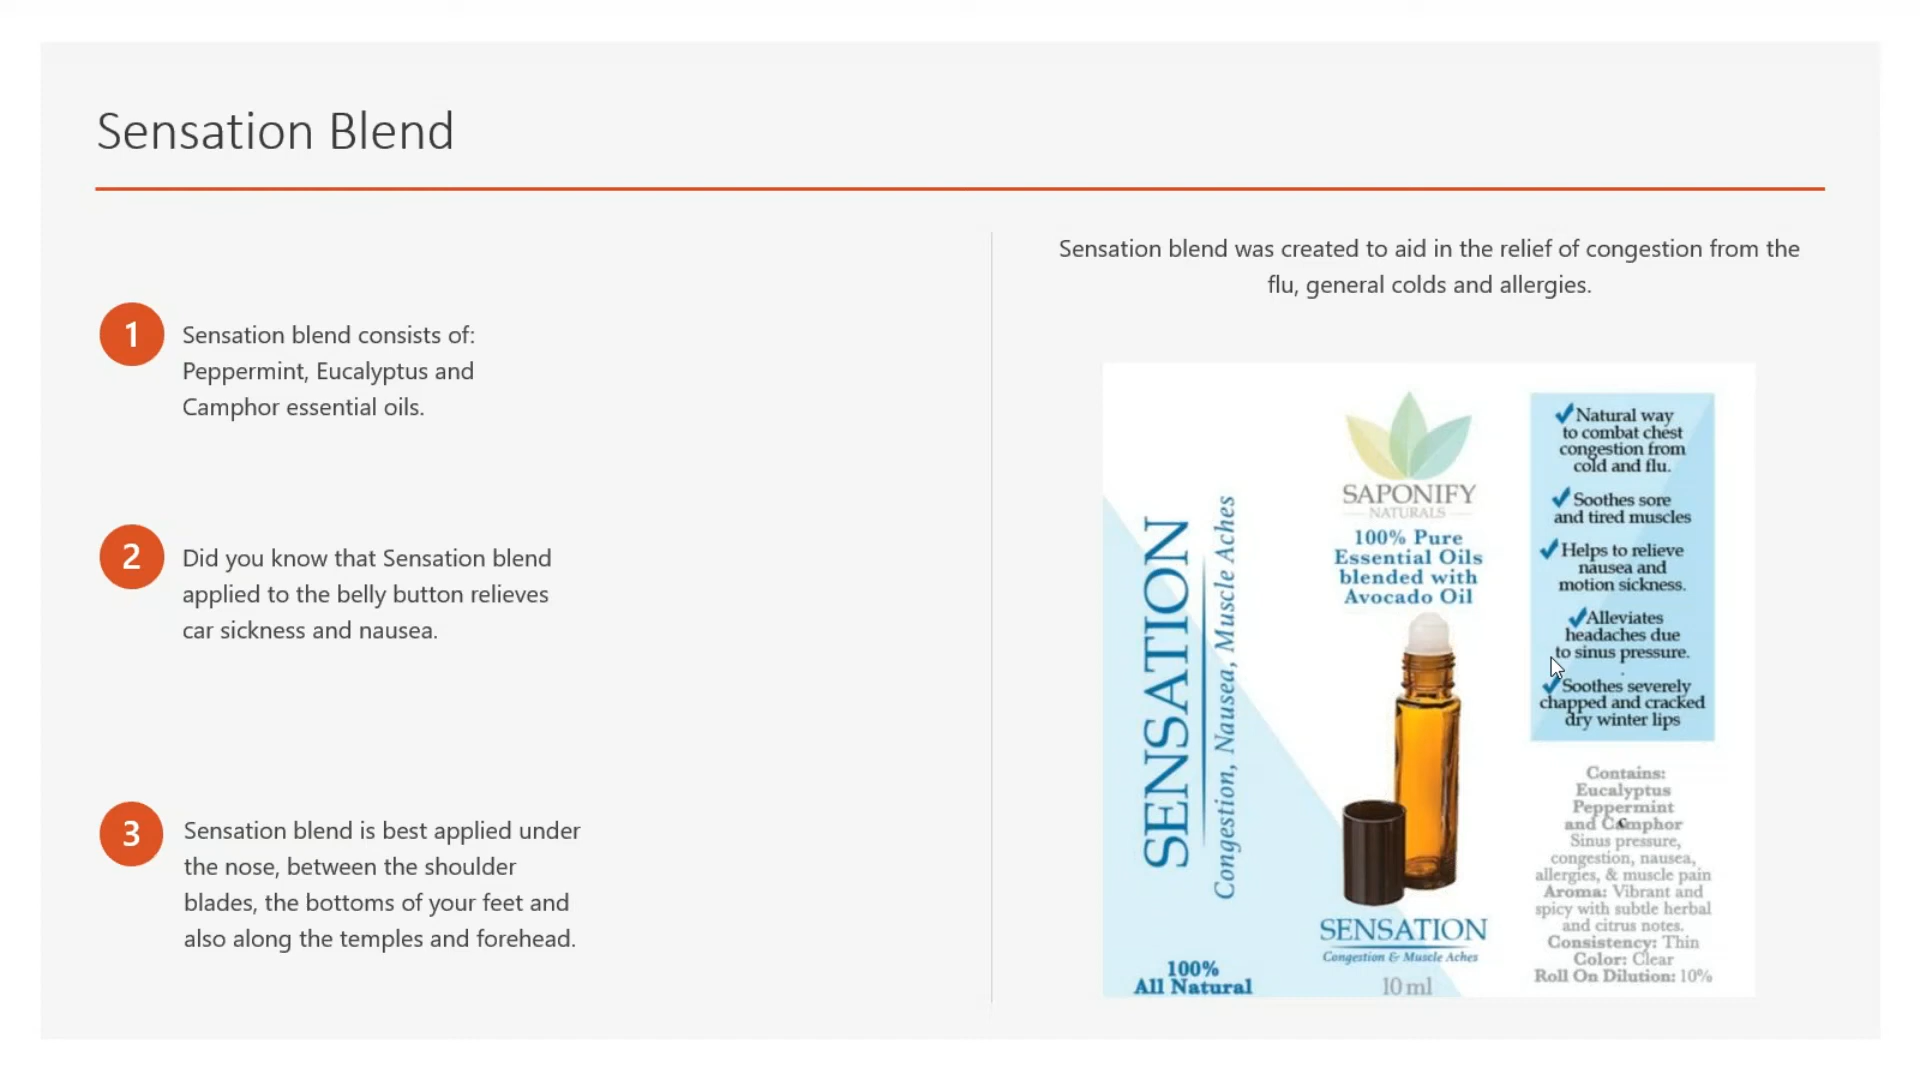 Sensation Blend
1
Sensation blend consists of:
Peppermint, Eucalyptus and
Camphor essential oils.
2
Did you know that Sensation blend
applied to the belly button relieves
car sickness and nausea.
3
Sensation blend is best applied under
the nose, between the shoulder
blades, the bottoms of your feet and
also along the temples and forehead.
Sensation blend was created to aid in the relief of congestion from the
flu, general colds and allergies.
SENSATION
Congestion, Nausea, Muscle Aches
100%
All Natural
SAPONIFY
NATURALS
100% Pure
Essential Oils
blended with
Avocado Oil
SENSATION
Congestion & Muscle Aches
10 ml
Natural way
to combat chest
congestion from
cold and flu.
Soothes sore
and tired muscles
Helps to relieve
nausea and
motion sickness.
Alleviates
headaches due
to sinus pressure.
Soothes severely
chapped and cracked
dry winter lips
Contains:
Eucalyptus
Peppermint
and Camphor
Sinus pressure,
congestion, nausea,
allergies, & muscle pain
Aroma: Vibrant and
spicy with subtle herbal
and citrus notes.
Consistency: Thin
Color: Clear
Roll On Dilution: 10%